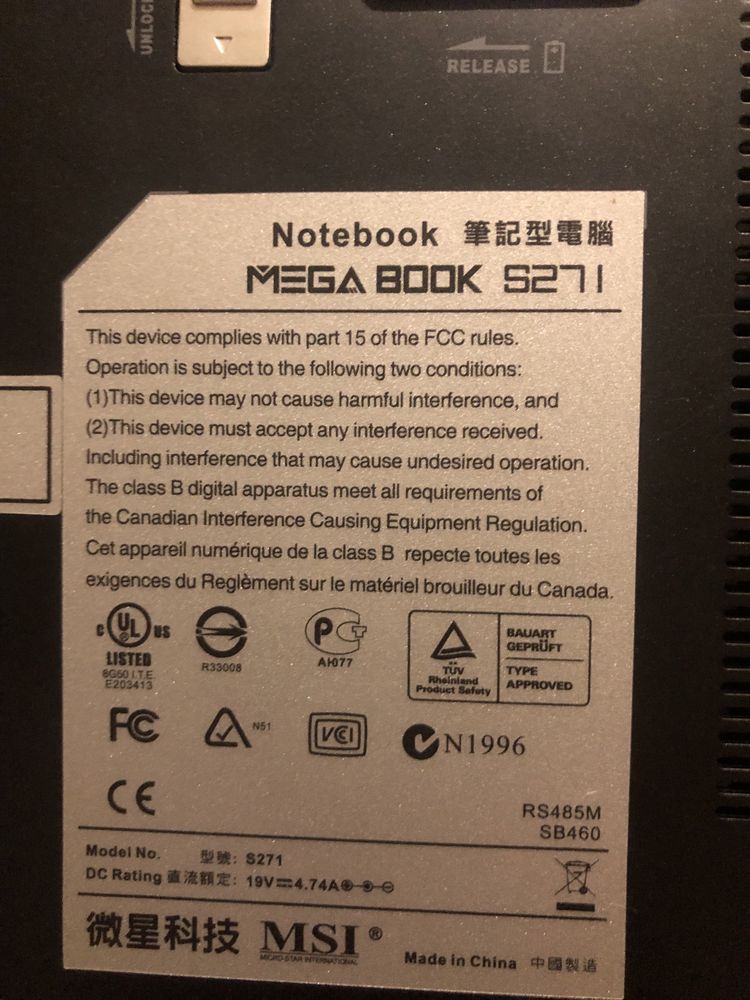 UNLOCK
RELEASE
Notebook 筆記型電腦
MEGA BOOK S271
This device complies with part 15 of the FCC rules.
Operation is subject to the following two conditions:
(1)This device may not cause harmful interference, and
(2)This device must accept any interference received.
Including interference that may cause undesired operation.
The class B digital apparatus meet all requirements of
the Canadian Interference Causing Equipment Regulation.
Cet appareil numérique de la class B repecte toutes les
exigences du Reglèment sur le matériel brouilleur du Canada.
C UL US
LISTED
6G50 I.T.E.
E203413
R33008
PCT
AH077
TÜV
Rheinland
Product Safety
BAUART
GEPRÜFT
TYPE
APPROVED
FC
N51
VCI
N1996
CE
RS485M
SB460
Model No. 型號: S271
DC Rating 直流額定: 19V⎓4.74A
微星科技 MSI ®
MICRO-STAR INTERNATIONAL
Made in China 中國製造